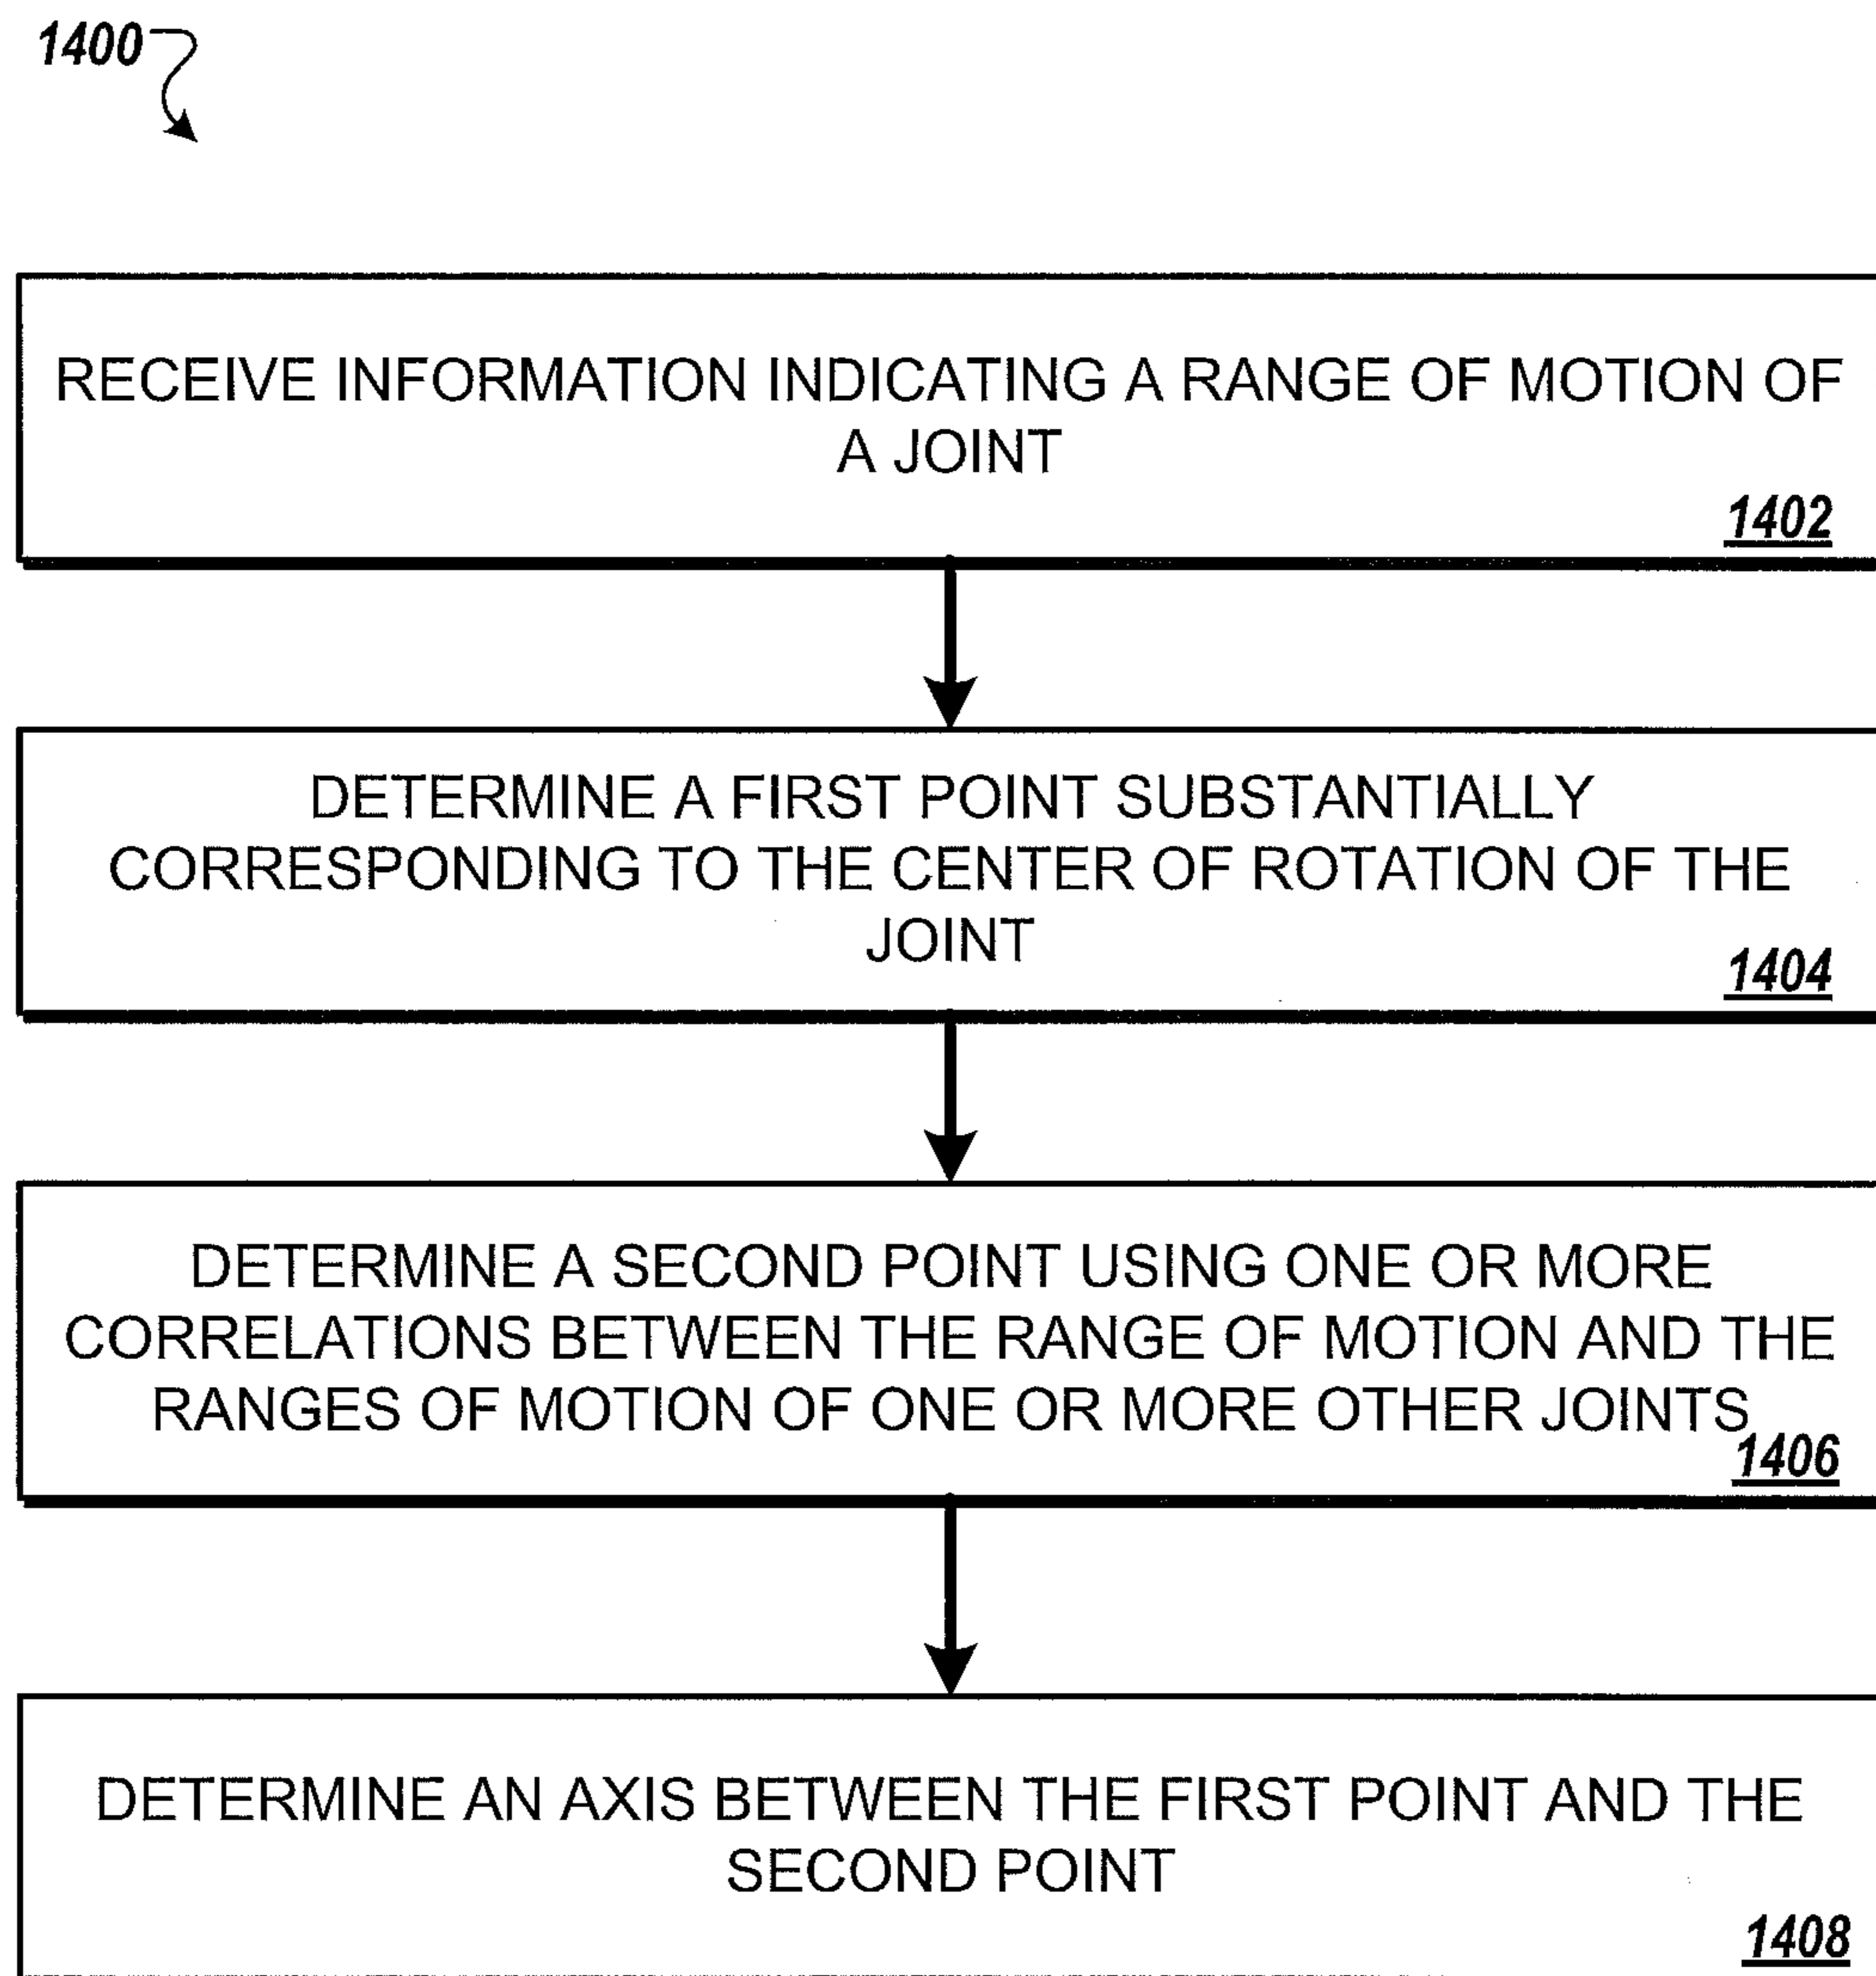 1400
RECEIVE INFORMATION INDICATING A RANGE OF MOTION OF
A JOINT
1402
DETERMINE A FIRST POINT SUBSTANTIALLY
CORRESPONDING TO THE CENTER OF ROTATION OF THE
JOINT
1404
DETERMINE A SECOND POINT USING ONE OR MORE
CORRELATIONS BETWEEN THE RANGE OF MOTION AND THE
RANGES OF MOTION OF ONE OR MORE OTHER JOINTS
1406
DETERMINE AN AXIS BETWEEN THE FIRST POINT AND THE
SECOND POINT
1408